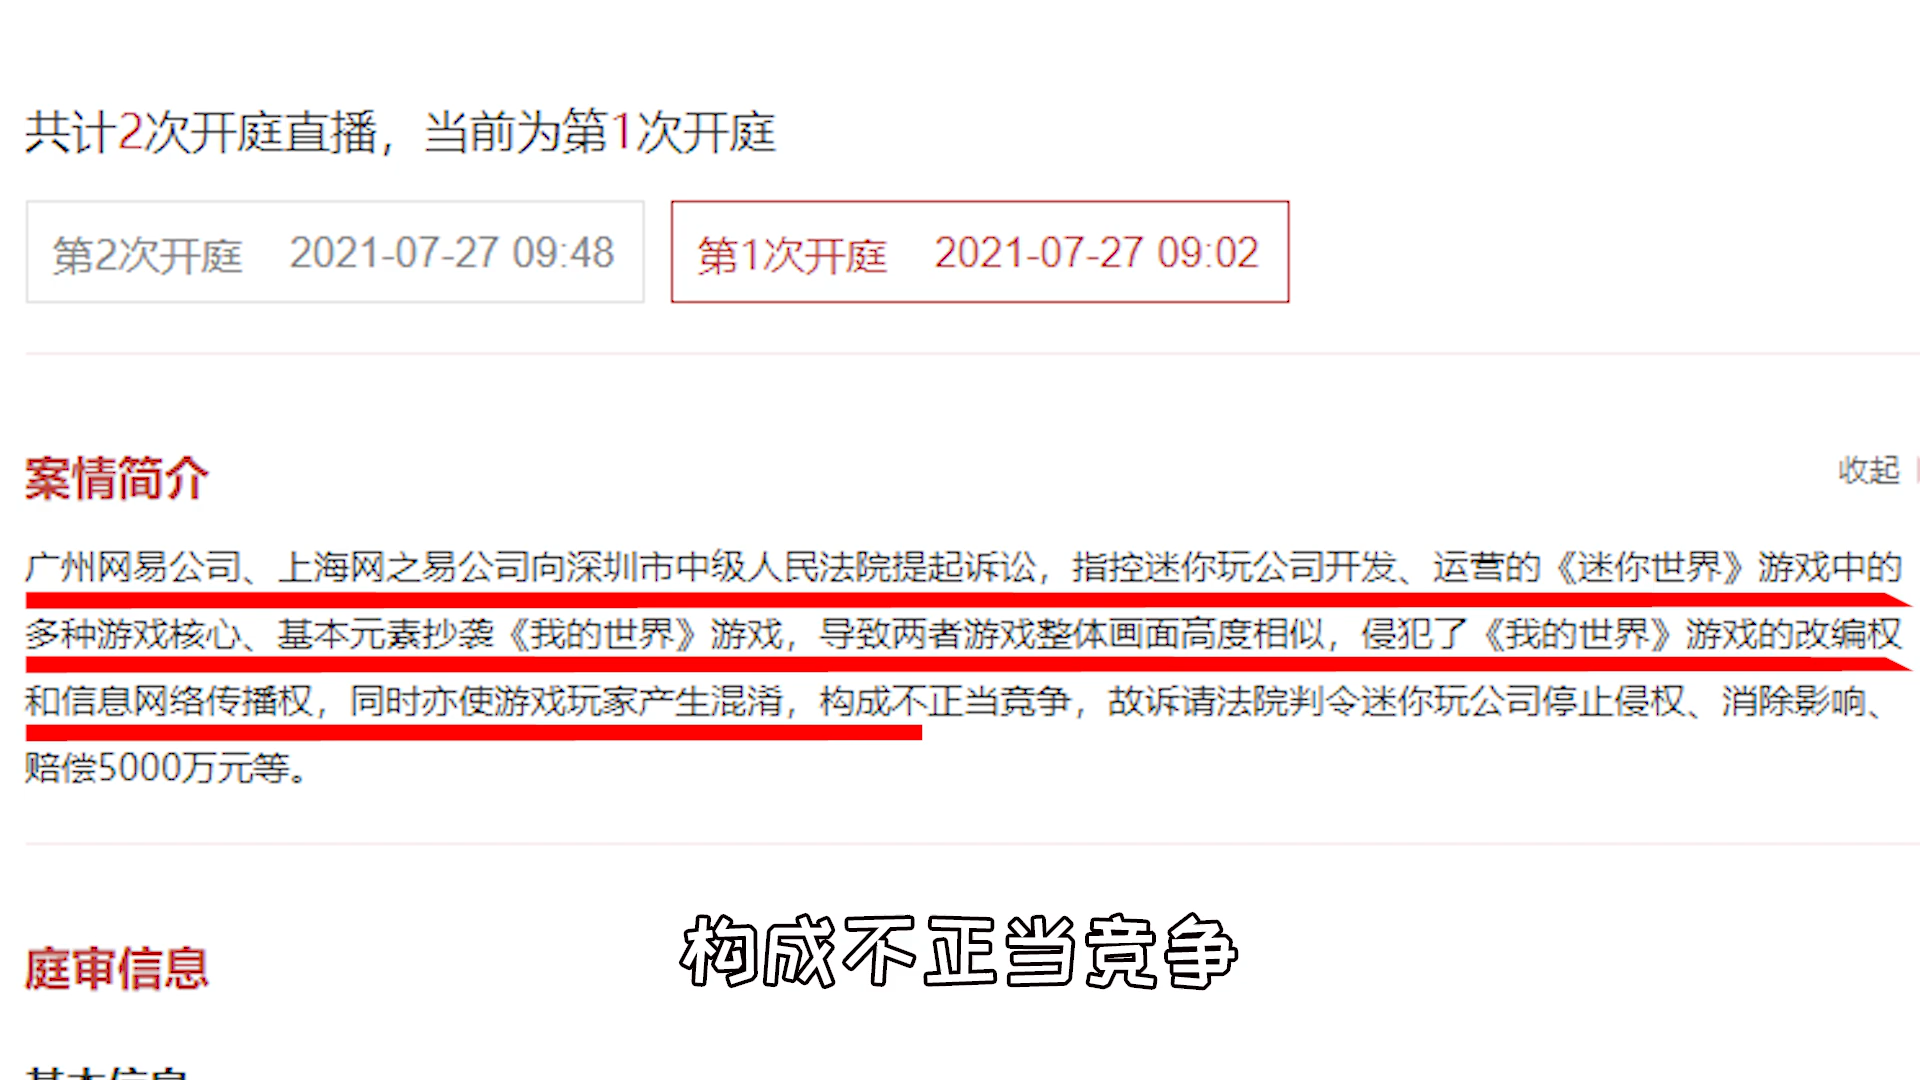 共计2次开庭直播，当前为第1次开庭
第2次开庭 2021-07-27 09:48
第1次开庭 2021-07-27 09:02
案情简介
收起
广州网易公司、上海网之易公司向深圳市中级人民法院提起诉讼，指控迷你玩公司开发、运营的《迷你世界》游戏中的
多种游戏核心、基本元素抄袭《我的世界》游戏，导致两者游戏整体画面高度相似，侵犯了《我的世界》游戏的改编权
和信息网络传播权，同时亦使游戏玩家产生混淆，构成不正当竞争，故诉请法院判令迷你玩公司停止侵权、消除影响、
赔偿5000万元等。
构成不正当竞争
庭审信息
基本信息